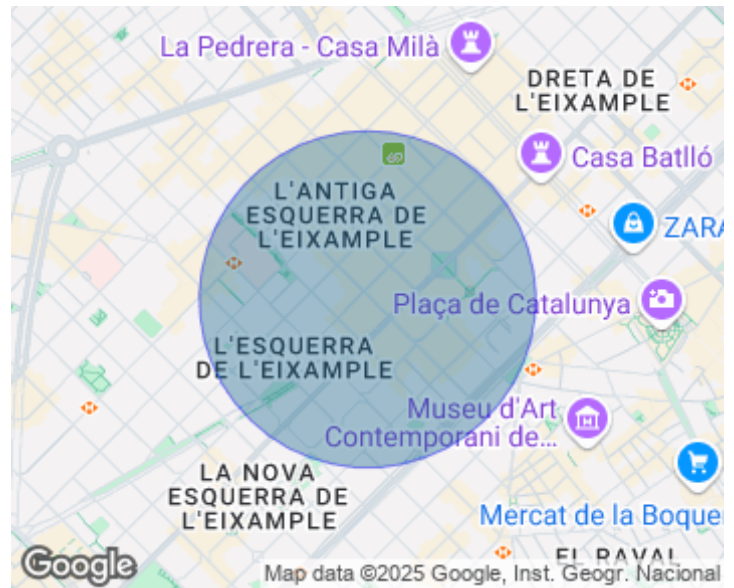 La Pedrera - Casa Milà
DRETA DE
L'EIXAMPLE
Casa Batlló
L'ANTIGA
ESQUERRA DE
L'EIXAMPLE
ZARA
Plaça de Catalunya
L'ESQUERRA
DE L'EIXAMPLE
Museu d'Art
Contemporani de...
LA NOVA
ESQUERRA DE
L'EIXAMPLE
Mercat de la Boque
EL RAVAL
Google
Map data ©2025 Google, Inst. Geogr. Nacional